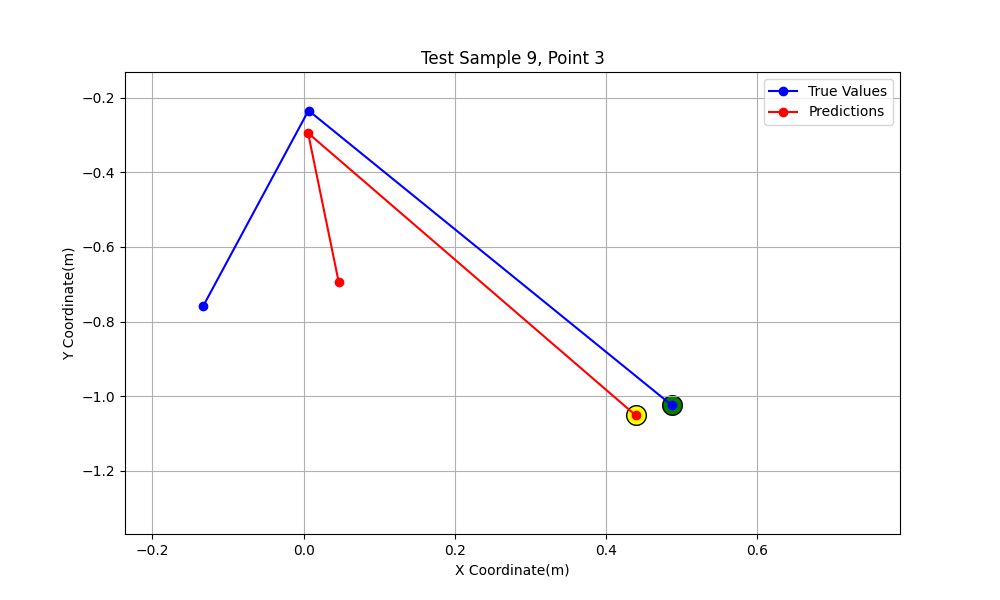 Test Sample 9, Point 3
True Values
Predictions
−0.2
−0.4
−0.6
−0.8
−1.0
−1.2
Y Coordinate(m)
−0.2
0.0
0.2
0.4
0.6
X Coordinate(m)